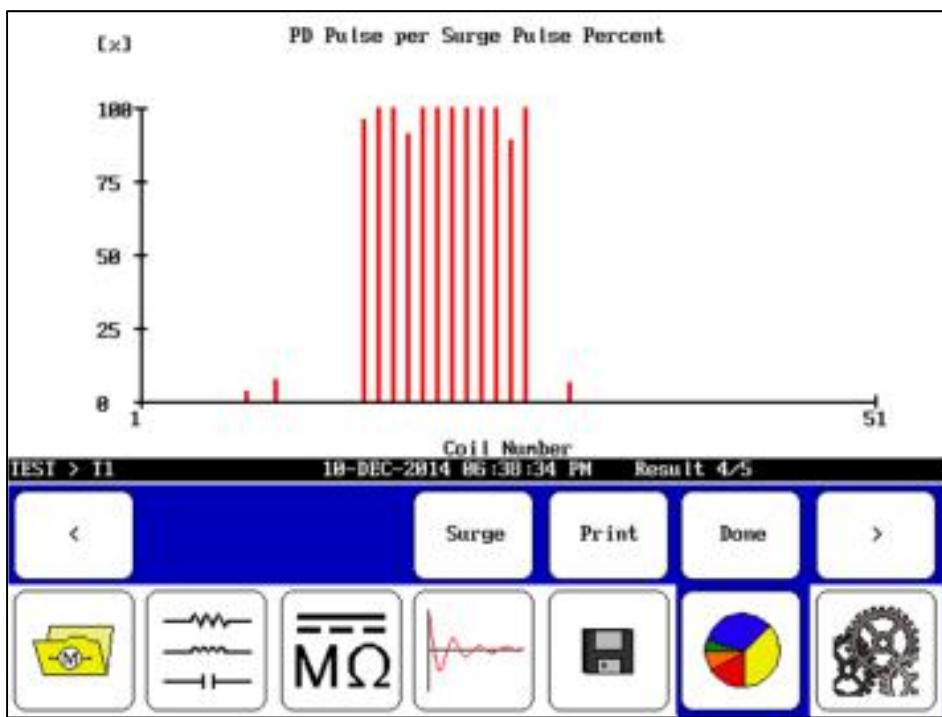 [%] PD Pulse per Surge Pulse Percent
100
75
50
25
0
1 51
Coil Number
TEST > T1 10-DEC-2014 06:38:34 PM Result 4/5
< Surge Print Done >
M MΩ